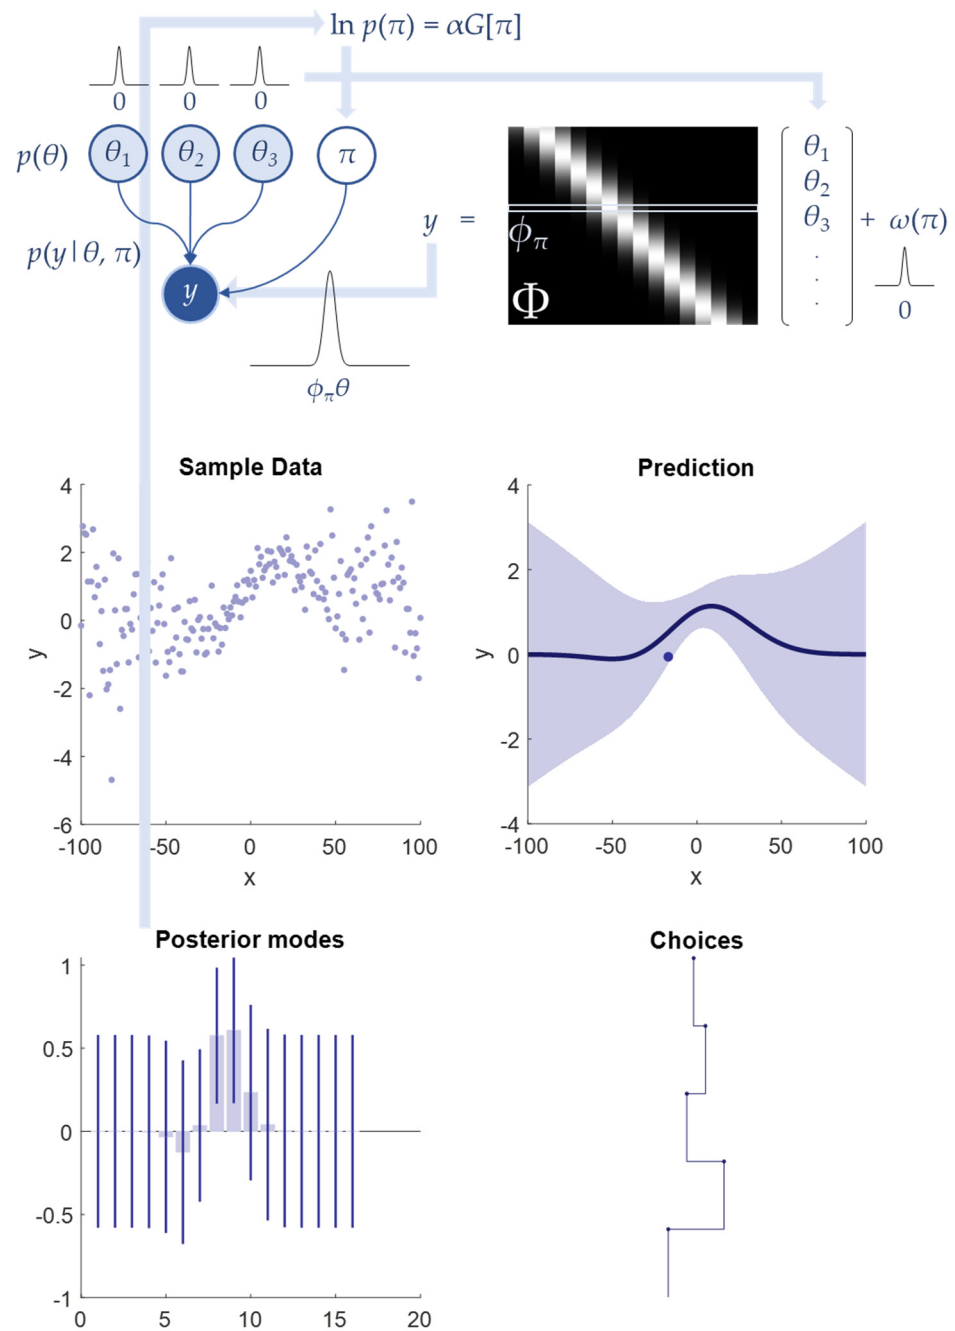 ln p(π) = αG[π]
0 0 0
p(θ) θ₁ θ₂ θ₃ π
p(y|θ, π)
y
ϕ_πθ
y = ϕ_π Φ
θ₁
θ₂
θ₃
.
.
.
+ ω(π)
0
Sample Data
4
2
0
-2
-4
-6
y
-100 -50 0 50 100
x
Prediction
4
2
0
-2
-4
y
-100 -50 0 50 100
x
Posterior modes
1
0.5
0
-0.5
-1
0 5 10 15 20
Choices